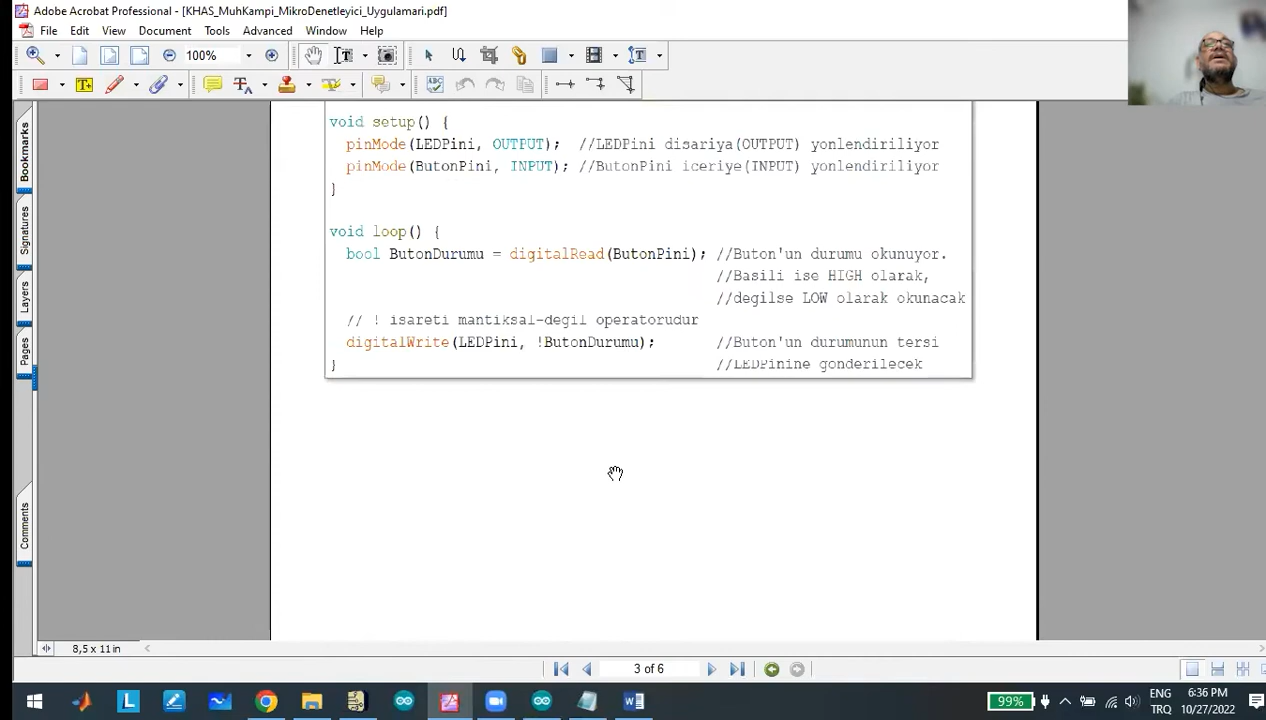 Adobe Acrobat Professional - [KHAS_MuhKampi_MikroDenetleyici_Uygulamari.pdf]
File Edit View Document Tools Advanced Window Help
100%
Bookmarks
Signatures
Layers
Pages
Comments
void setup() {
pinMode(LEDPini, OUTPUT); //LEDPini disariya(OUTPUT) yonlendiriliyor
pinMode(ButonPini, INPUT); //ButonPini iceriye(INPUT) yonlendiriliyor
}
void loop() {
bool ButonDurumu = digitalRead(ButonPini); //Buton'un durumu okunuyor.
//Basili ise HIGH olarak,
//degilse LOW olarak okunacak
// ! isareti mantiksal-degil operatorudur
digitalWrite(LEDPini, !ButonDurumu); //Buton'un durumunun tersi
} //LEDPinine gonderilecek
8,5 x 11 in
3 of 6
99%
ENG
TRQ
6:36 PM
10/27/2022